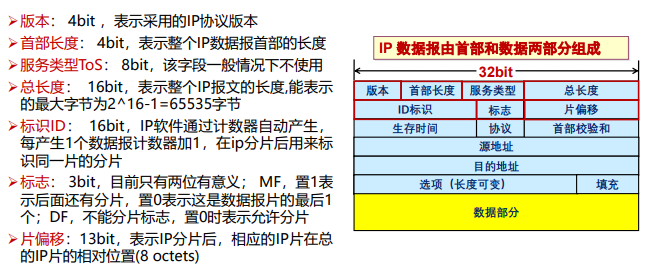 ➢版本： 4bit ，表示采用的IP协议版本
➢首部长度： 4bit，表示整个IP数据报首部的长度
➢服务类型ToS： 8bit，该字段一般情况下不使用
➢总长度： 16bit，表示整个IP报文的长度,能表示
的最大字节为2^16-1=65535字节
➢标识ID： 16bit，IP软件通过计数器自动产生，
每产生1个数据报计数器加1，在ip分片后用来标
识同一片的分片
➢标志： 3bit，目前只有两位有意义； MF，置1表
示后面还有分片，置0表示这是数据报片的最后1
个；DF，不能分片标志，置0时表示允许分片
➢片偏移：13bit，表示IP分片后，相应的IP片在总
的IP片的相对位置(8 octets)
IP 数据报由首部和数据两部分组成
32bit
版本 首部长度 服务类型 总长度
ID标识 标志 片偏移
生存时间 协议 首部校验和
源地址
目的地址
选项（长度可变） 填充
数据部分